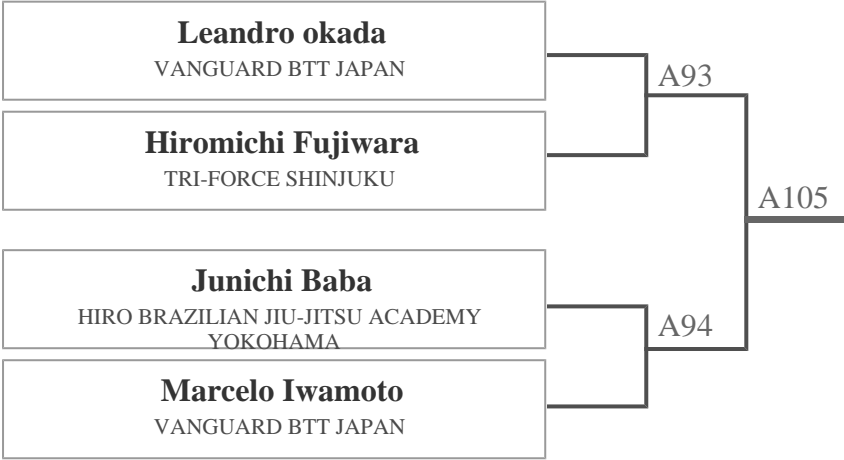 Leandro okada
VANGUARD BTT JAPAN
A93
Hiromichi Fujiwara
TRI-FORCE SHINJUKU
A105
Junichi Baba
HIRO BRAZILIAN JIU-JITSU ACADEMY
YOKOHAMA
A94
Marcelo Iwamoto
VANGUARD BTT JAPAN